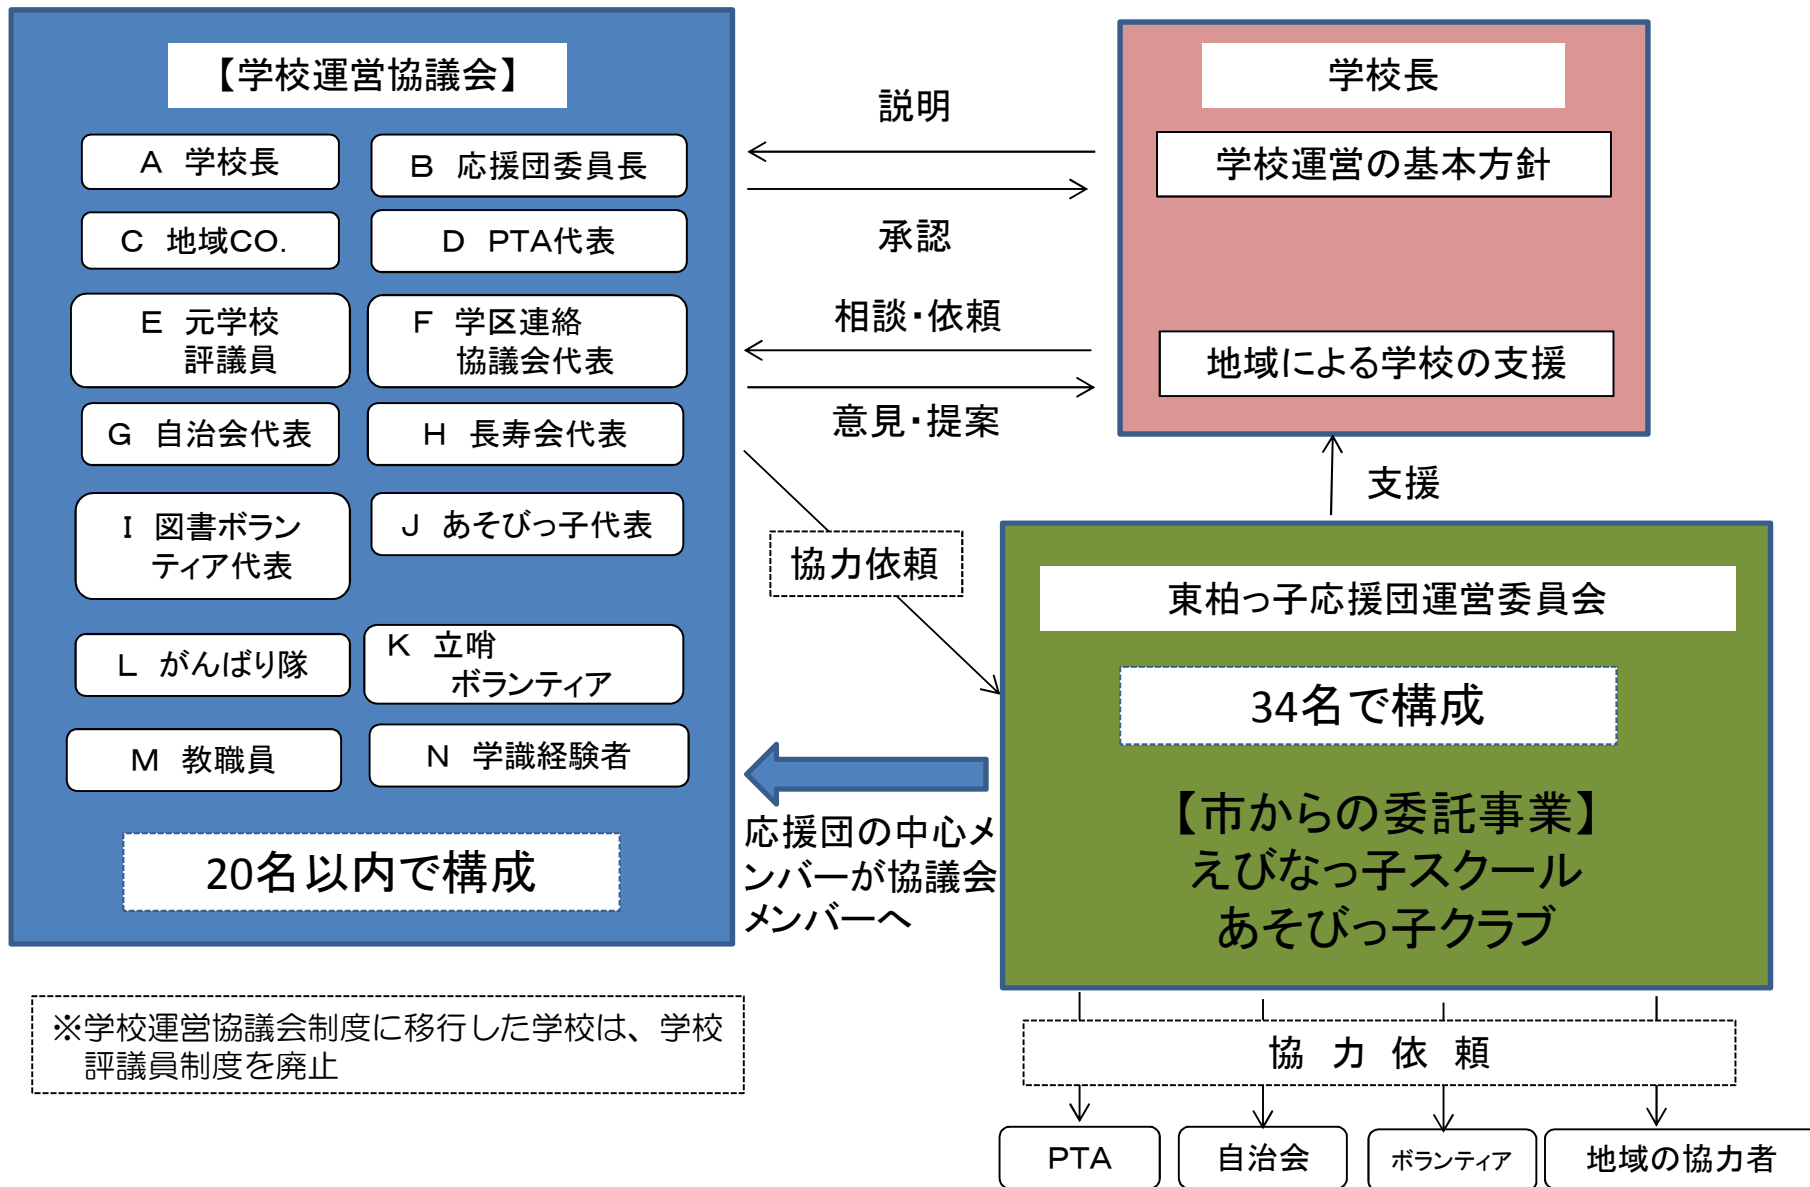 【学校運営協議会】
A 学校長
B 応援団委員長
C 地域CO.
D PTA代表
E 元学校
評議員
F 学区連絡
協議会代表
G 自治会代表
H 長寿会代表
I 図書ボラン
ティア代表
J あそびっ子代表
L がんばり隊
K 立哨
ボランティア
M 教職員
N 学識経験者
20名以内で構成
※学校運営協議会制度に移行した学校は、学校
評議員制度を廃止
説明
承認
相談・依頼
意見・提案
協力依頼
応援団の中心メ
ンバーが協議会
メンバーへ
学校長
学校運営の基本方針
地域による学校の支援
支援
東柏っ子応援団運営委員会
34名で構成
【市からの委託事業】
えびなっ子スクール
あそびっ子クラブ
協 力 依 頼
PTA
自治会
ボランティア
地域の協力者